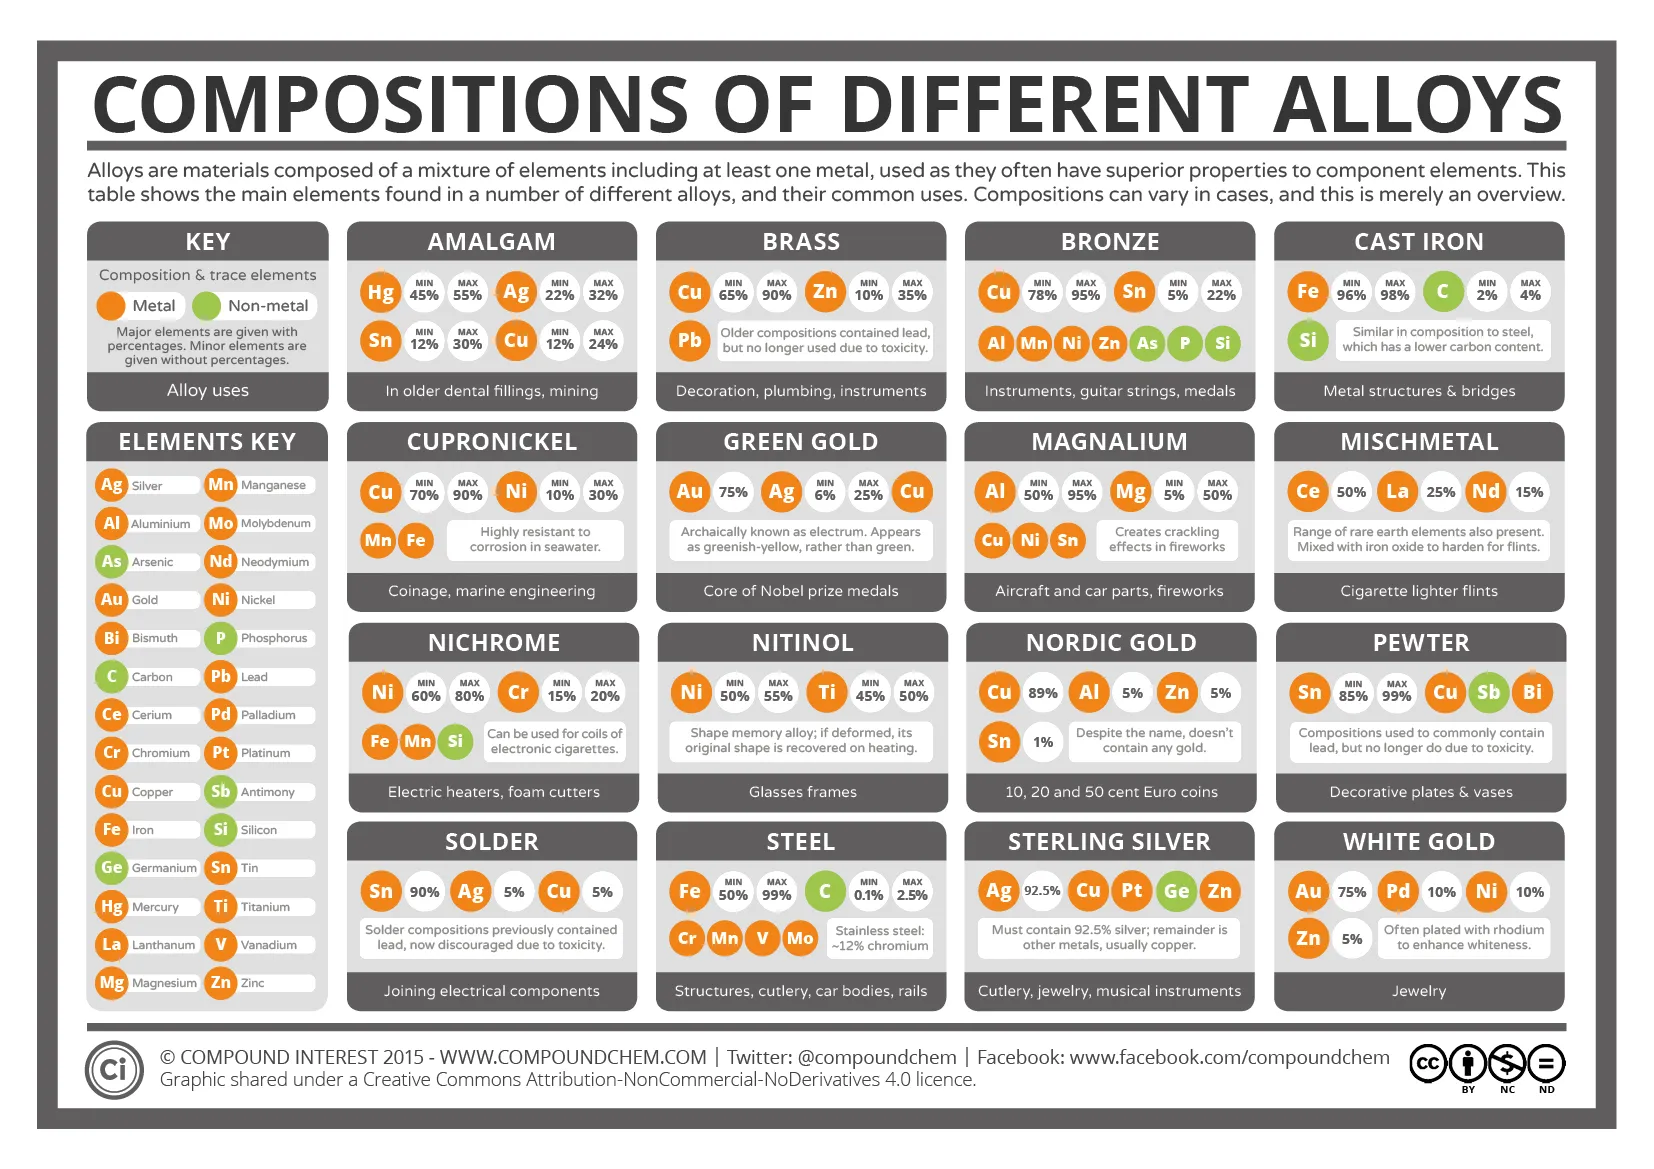 COMPOSITIONS OF DIFFERENT ALLOYS
Alloys are materials composed of a mixture of elements including at least one metal, used as they often have superior properties to component elements. This
table shows the main elements found in a number of different alloys, and their common uses. Compositions can vary in cases, and this is merely an overview.
KEY
Composition & trace elements
Metal Non-metal
Major elements are given with
percentages. Minor elements are
given without percentages.
Alloy uses
AMALGAM
Hg MIN 45% MAX 55% Ag MIN 22% MAX 32%
Sn MIN 12% MAX 30% Cu MIN 12% MAX 24%
In older dental fillings, mining
BRASS
Cu MIN 65% MAX 90% Zn MIN 10% MAX 35%
Pb Older compositions contained lead,
but no longer used due to toxicity.
Decoration, plumbing, instruments
BRONZE
Cu MIN 78% MAX 95% Sn MIN 5% MAX 22%
Al Mn Ni Zn As P Si
Instruments, guitar strings, medals
CAST IRON
Fe MIN 96% MAX 98% C MIN 2% MAX 4%
Si Similar in composition to steel,
which has a lower carbon content.
Metal structures & bridges
ELEMENTS KEY
Ag Silver Mn Manganese
Al Aluminium Mo Molybdenum
As Arsenic Nd Neodymium
Au Gold Ni Nickel
Bi Bismuth P Phosphorus
C Carbon Pb Lead
Ce Cerium Pd Palladium
Cr Chromium Pt Platinum
Cu Copper Sb Antimony
Fe Iron Si Silicon
Ge Germanium Sn Tin
Hg Mercury Ti Titanium
La Lanthanum V Vanadium
Mg Magnesium Zn Zinc
CUPRONICKEL
Cu MIN 70% MAX 90% Ni MIN 10% MAX 30%
Mn Fe Highly resistant to
corrosion in seawater.
Coinage, marine engineering
GREEN GOLD
Au 75% Ag MIN 6% MAX 25% Cu
Archaically known as electrum. Appears
as greenish-yellow, rather than green.
Core of Nobel prize medals
MAGNALIUM
Al MIN 50% MAX 95% Mg MIN 5% MAX 50%
Cu Ni Sn Creates crackling
effects in fireworks
Aircraft and car parts, fireworks
MISCHMETAL
Ce 50% La 25% Nd 15%
Range of rare earth elements also present.
Mixed with iron oxide to harden for flints.
Cigarette lighter flints
NICHROME
Ni MIN 60% MAX 80% Cr MIN 15% MAX 20%
Fe Mn Si Can be used for coils of
electronic cigarettes.
Electric heaters, foam cutters
NITINOL
Ni MIN 50% MAX 55% Ti MIN 45% MAX 50%
Shape memory alloy; if deformed, its
original shape is recovered on heating.
Glasses frames
NORDIC GOLD
Cu 89% Al 5% Zn 5%
Sn 1% Despite the name, doesn't
contain any gold.
10, 20 and 50 cent Euro coins
PEWTER
Sn MIN 85% MAX 99% Cu Sb Bi
Compositions used to commonly contain
lead, but no longer do due to toxicity.
Decorative plates & vases
SOLDER
Sn 90% Ag 5% Cu 5%
Solder compositions previously contained
lead, now discouraged due to toxicity.
Joining electrical components
STEEL
Fe MIN 50% MAX 99% C MIN 0.1% MAX 2.5%
Cr Mn V Mo Stainless steel:
~12% chromium
Structures, cutlery, car bodies, rails
STERLING SILVER
Ag 92.5% Cu Pt Ge Zn
Must contain 92.5% silver; remainder is
other metals, usually copper.
Cutlery, jewelry, musical instruments
WHITE GOLD
Au 75% Pd 10% Ni 10%
Zn 5% Often plated with rhodium
to enhance whiteness.
Jewelry
Ci © COMPOUND INTEREST 2015 - WWW.COMPOUNDCHEM.COM | Twitter: @compoundchem | Facebook: www.facebook.com/compoundchem
Graphic shared under a Creative Commons Attribution-NonCommercial-NoDerivatives 4.0 licence.
cc BY NC ND